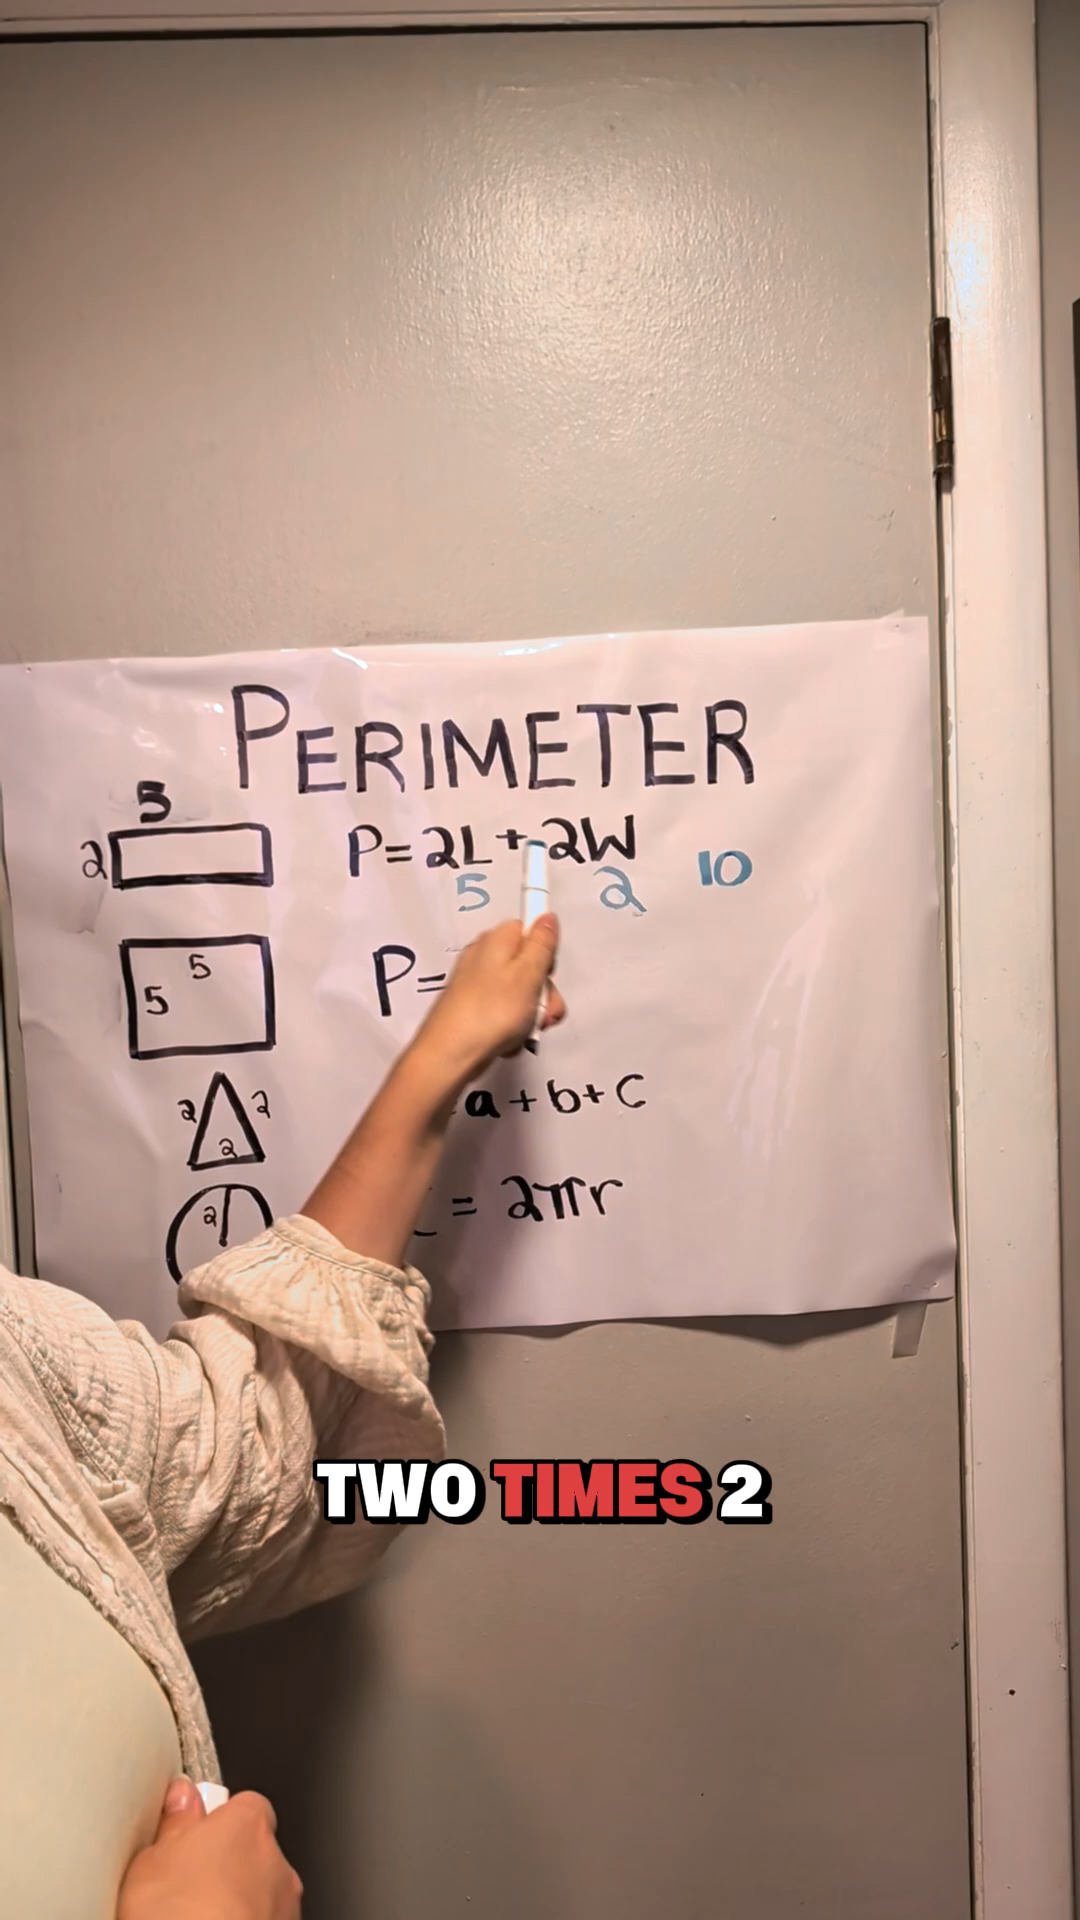 PERIMETER
5
2
P=2L+2W
5 2 10
5
5
P=
2 2
2
a+b+c
2
= 2πr
TWO TIMES 2